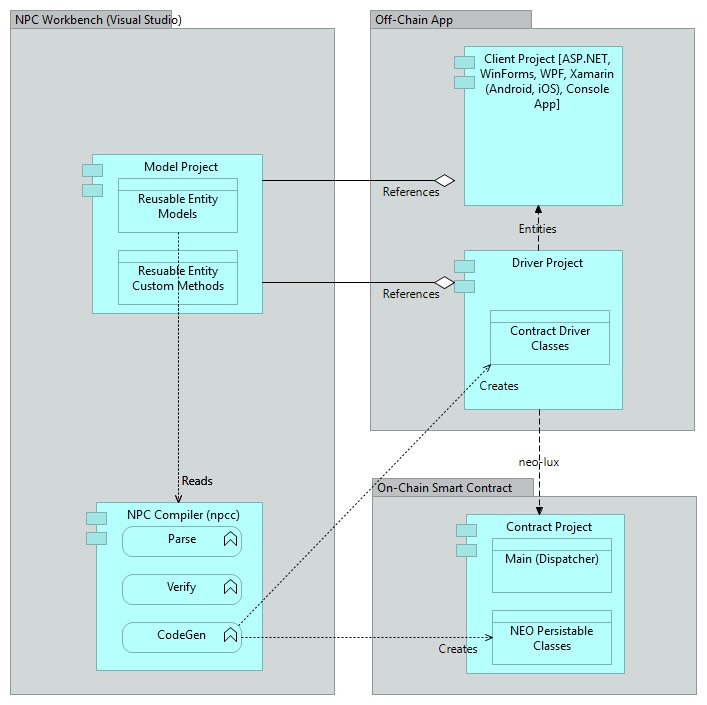 NPC Workbench (Visual Studio)
Off-Chain App
Client Project [ASP.NET,
WinForms, WPF, Xamarin
(Android, iOS), Console
App]
Model Project
Reusable Entity
Models
References
Entities
Resuable Entity
Custom Methods
References
Driver Project
Contract Driver
Classes
Creates
neo-lux
Reads
On-Chain Smart Contract
NPC Compiler (npcc)
Parse
Verify
CodeGen
Contract Project
Main (Dispatcher)
NEO Persistable
Classes
Creates